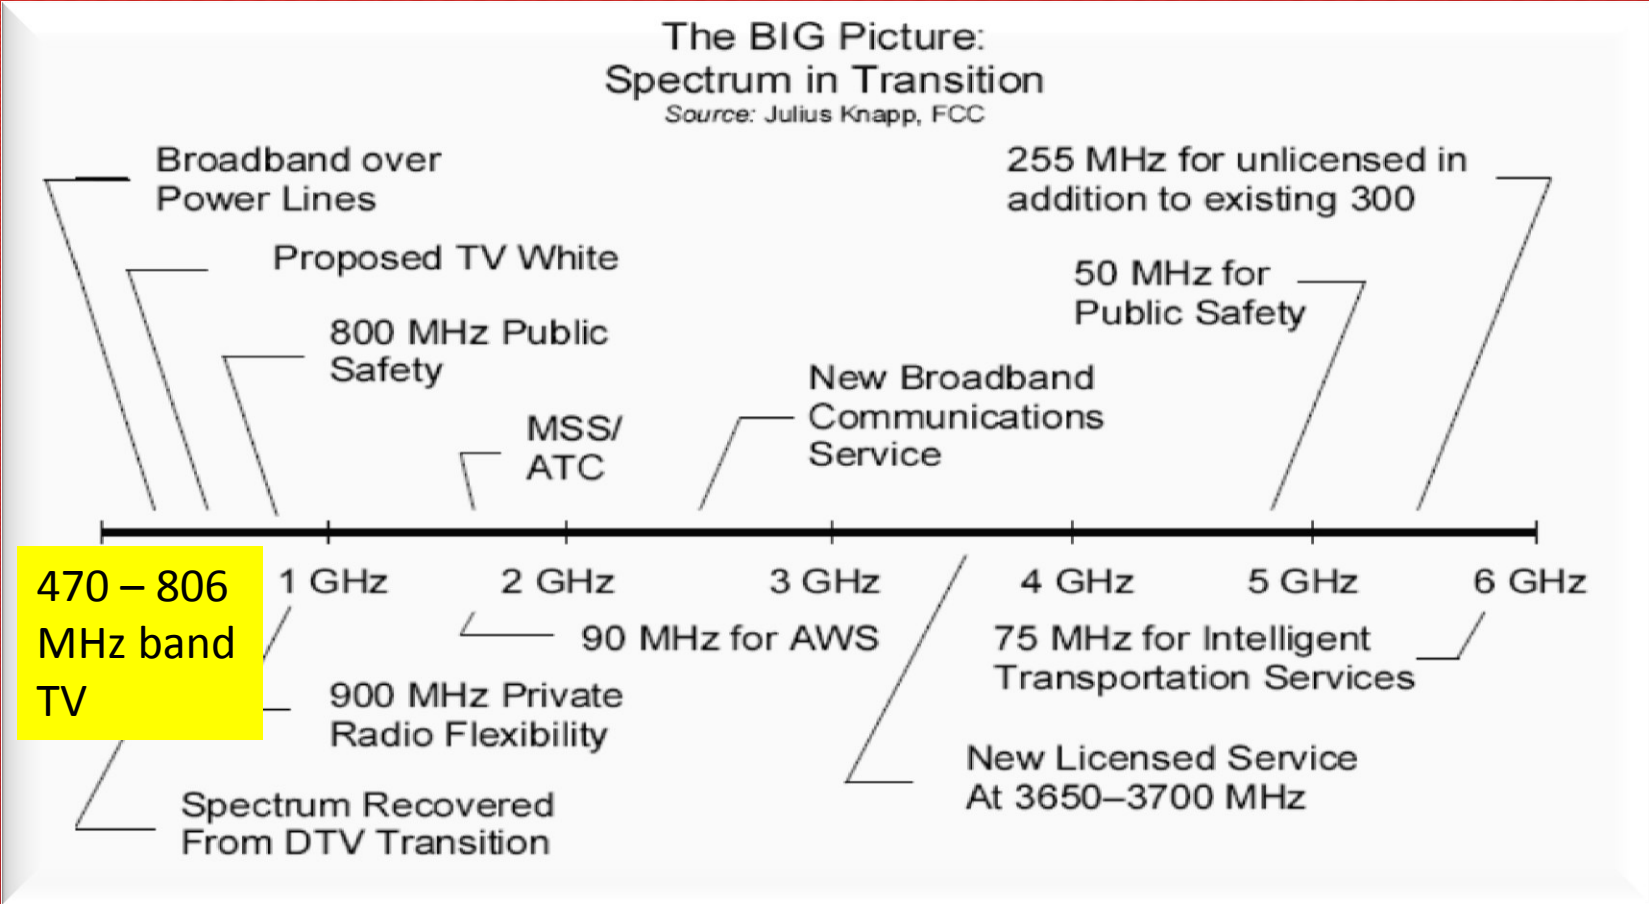 The BIG Picture:
Spectrum in Transition
Source: Julius Knapp, FCC
Broadband over
Power Lines
255 MHz for unlicensed in
addition to existing 300
Proposed TV White
50 MHz for
Public Safety
800 MHz Public
Safety
New Broadband
Communications
Service
MSS/
ATC
470 – 806
MHz band
TV
1 GHz
2 GHz
3 GHz
4 GHz
5 GHz
6 GHz
90 MHz for AWS
75 MHz for Intelligent
Transportation Services
900 MHz Private
Radio Flexibility
New Licensed Service
At 3650–3700 MHz
Spectrum Recovered
From DTV Transition